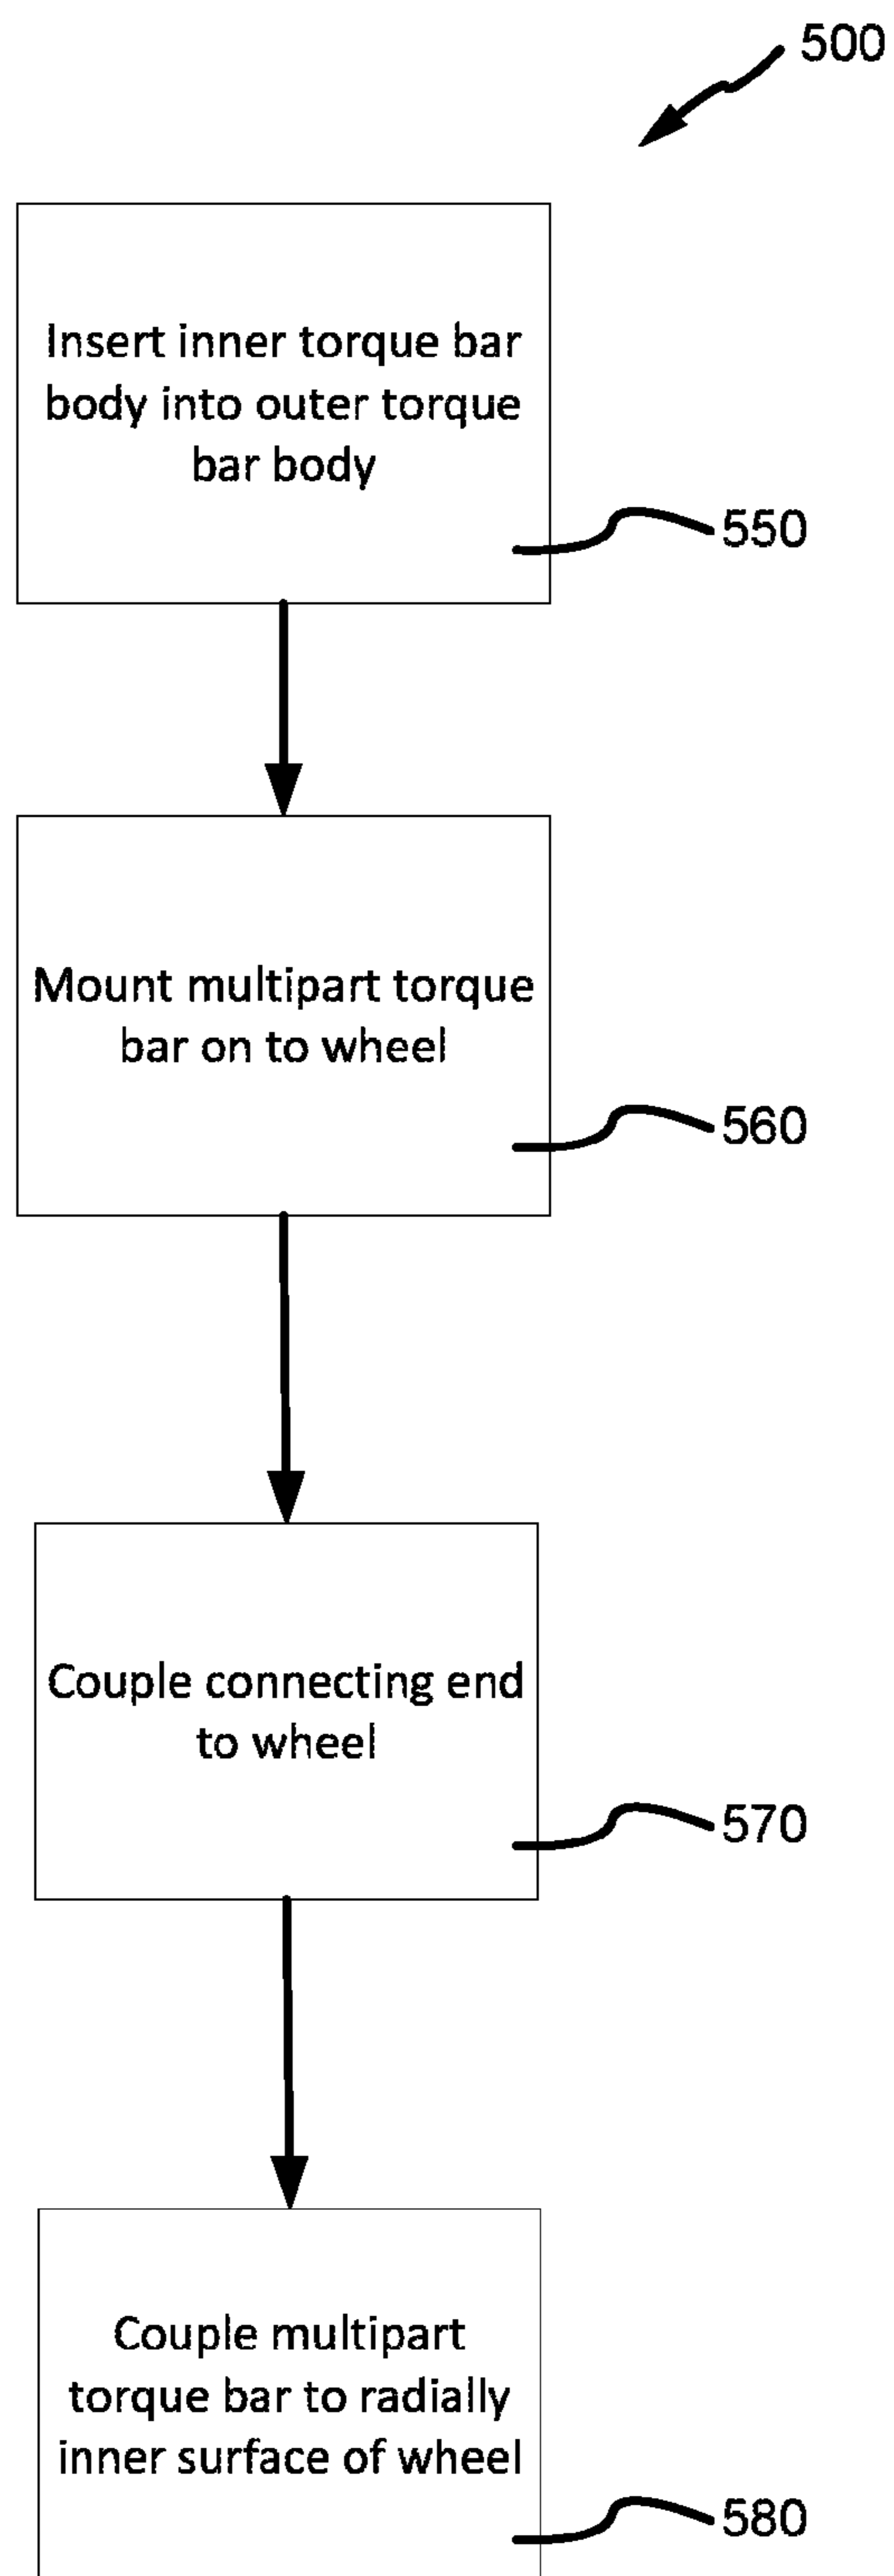 500
Insert inner torque bar
body into outer torque
bar body
550
Mount multipart torque
bar on to wheel
560
Couple connecting end
to wheel
570
Couple multipart
torque bar to radially
inner surface of wheel
580